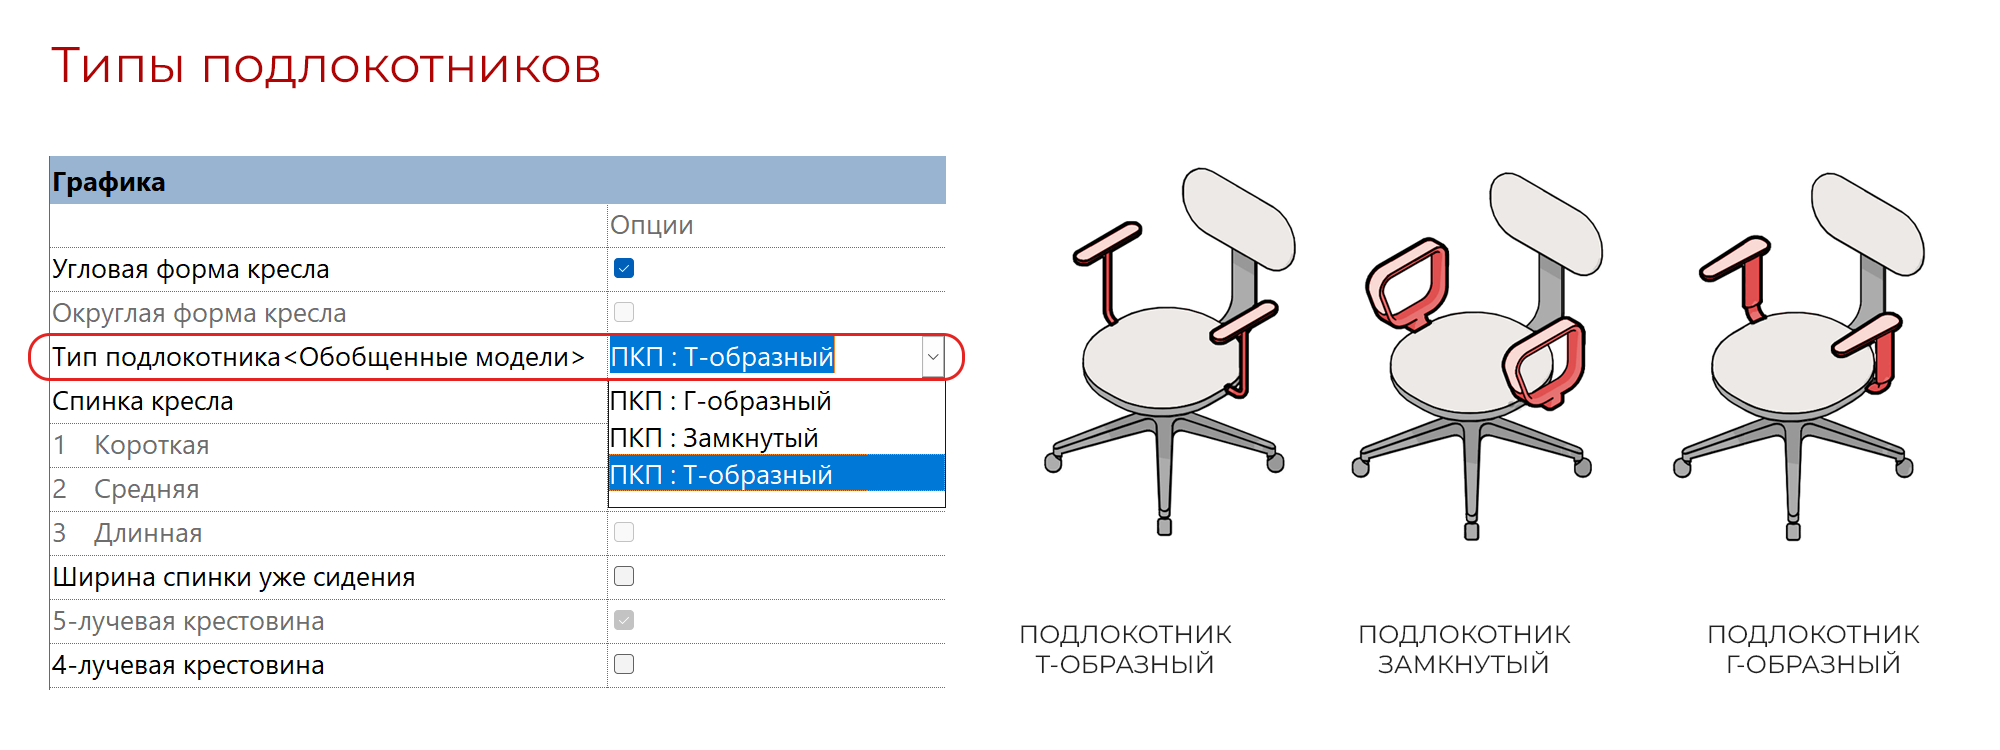 Типы подлокотников
Графика
Опции
Угловая форма кресла
Округлая форма кресла
Тип подлокотника<Обобщенные модели>
ПКП : Т-образный
Спинка кресла
ПКП : Г-образный
1 Короткая
ПКП : Замкнутый
2 Средняя
ПКП : Т-образный
3 Длинная
Ширина спинки уже сидения
5-лучевая крестовина
4-лучевая крестовина
ПОДЛОКОТНИК
Т-ОБРАЗНЫЙ
ПОДЛОКОТНИК
ЗАМКНУТЫЙ
ПОДЛОКОТНИК
Г-ОБРАЗНЫЙ